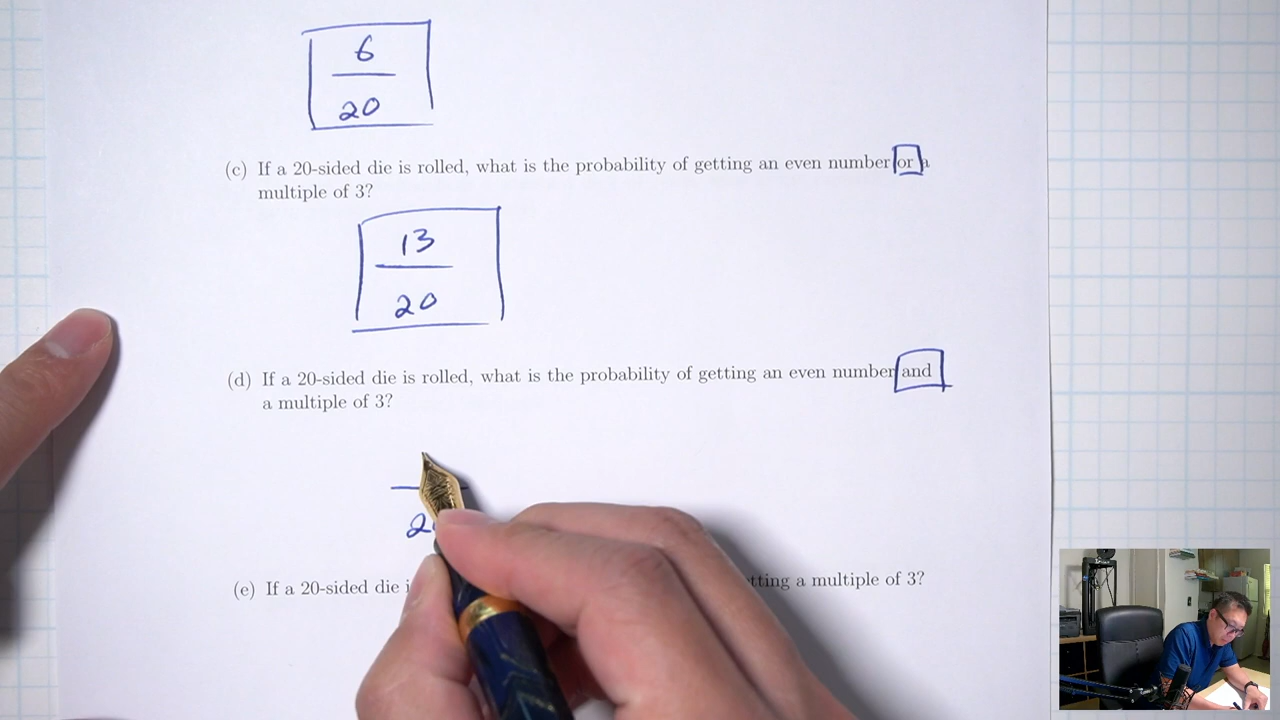 6
20
(c) If a 20-sided die is rolled, what is the probability of getting an even number or a
multiple of 3?
13
20
(d) If a 20-sided die is rolled, what is the probability of getting an even number and
a multiple of 3?
2
(e) If a 20-sided die
a multiple of 3?